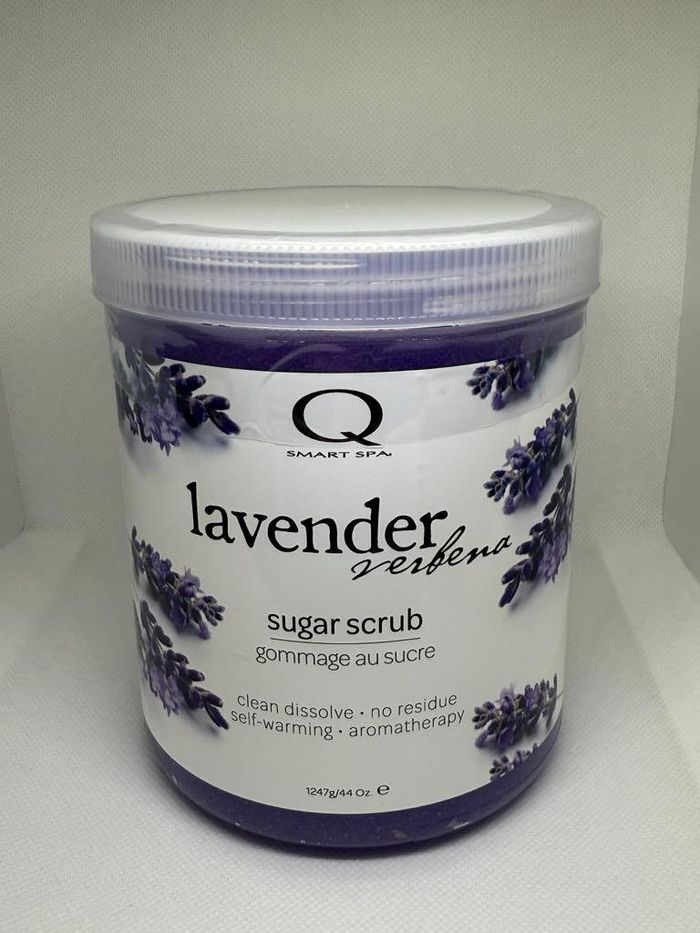 Q
SMART SPA®
lavender
verbena
sugar scrub
gommage au sucre
clean dissolve • no residue
self-warming • aromatherapy
1247g/44 Oz. e